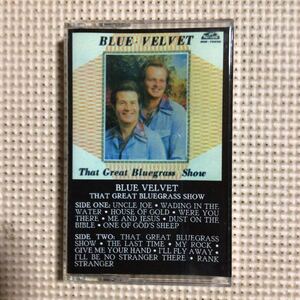 BLUE VELVET
That Great Bluegrass Show
BLUE VELVET
THAT GREAT BLUEGRASS SHOW
SIDE ONE: UNCLE JOE • WADING IN THE
WATER • HOUSE OF GOLD • WERE YOU
THERE • ME AND JESUS • DUST ON THE
BIBLE • ONE OF GOD'S SHEEP
SIDE TWO: THAT GREAT BLUEGRASS
SHOW • THE LAST TIME • MY ROCK •
GIVE ME YOUR HAND • I'LL FLY AWAY •
I'LL BE NO STRANGER THERE • RANK
STRANGER